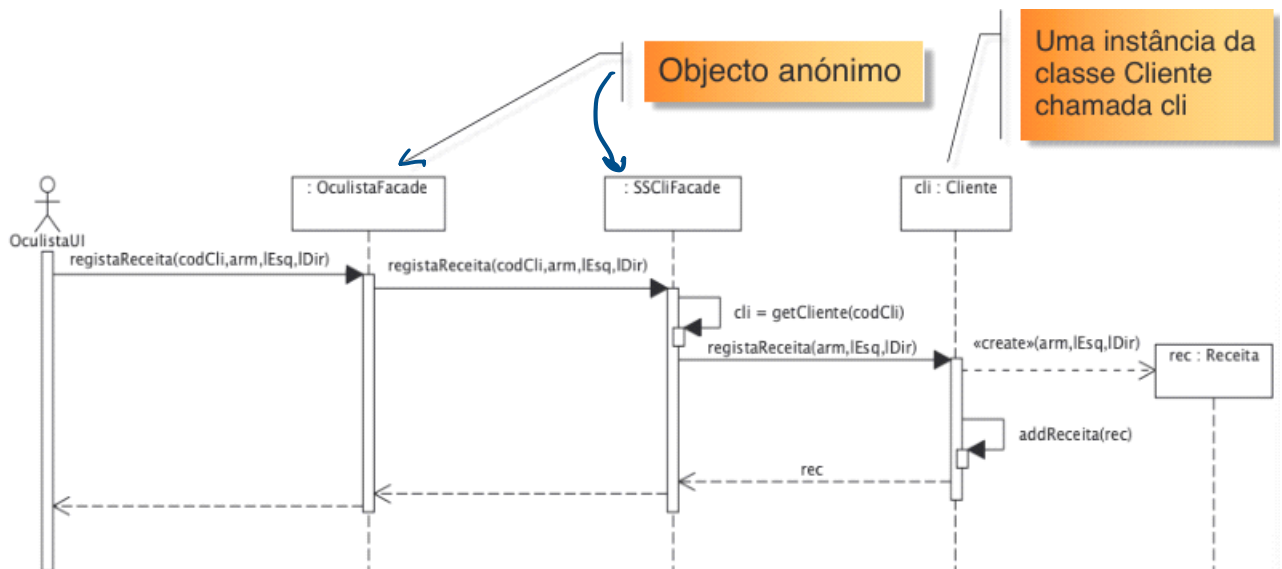 Objecto anónimo
Uma instância da
classe Cliente
chamada cli
: OculistaFacade
: SSCliFacade
cli : Cliente
OculistaUI
registaReceita(codCli,arm,lEsq,lDir)
registaReceita(codCli,arm,lEsq,lDir)
cli = getCliente(codCli)
registaReceita(arm,lEsq,lDir)
«create»(arm,lEsq,lDir)
rec : Receita
addReceita(rec)
rec